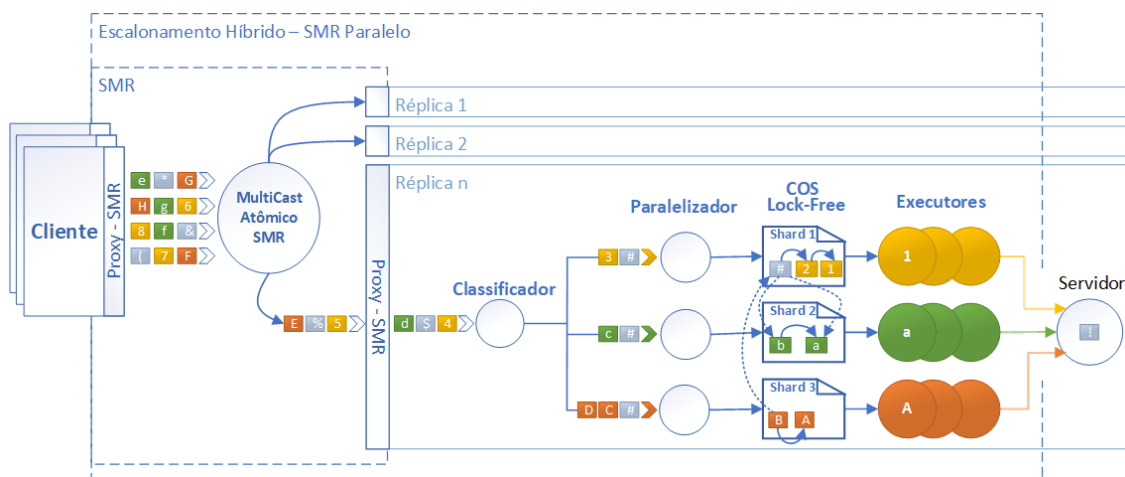 Escalonamento Híbrido – SMR Paralelo
SMR
Réplica 1
Réplica 2
Réplica n
Cliente
Proxy - SMR
e * G
H g 6
8 f &
( 7 F
MultiCast
Atômico
SMR
E % 5
Proxy - SMR
d $ 4
Classificador
Paralelizador
COS
Lock-Free
Executores
3 #
Shard 1
# 2 1
1
c #
Shard 2
b a
a
D C #
Shard 3
B A
A
Servidor
!